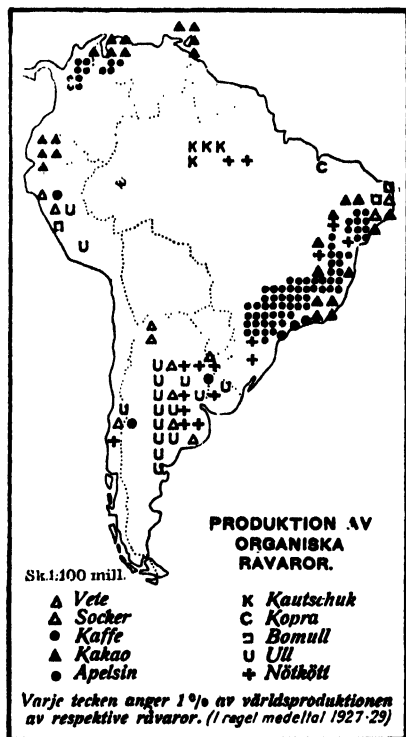 K K K
K
C
U
U
U U
U U U
U U U
U U U
U U
U
U
PRODUKTION AV
ORGANISKA
RÅVAROR.
Sk.1:100 mill.
△ Vete
△ Socker
● Kaffe
▲ Kakao
● Apelsin
K Kautschuk
C Kopra
Bomull
U Ull
+ Nötkött
Varje tecken anger 1% av världsproduktionen
av respektive råvaror. (I regel medeltal 1927-29)